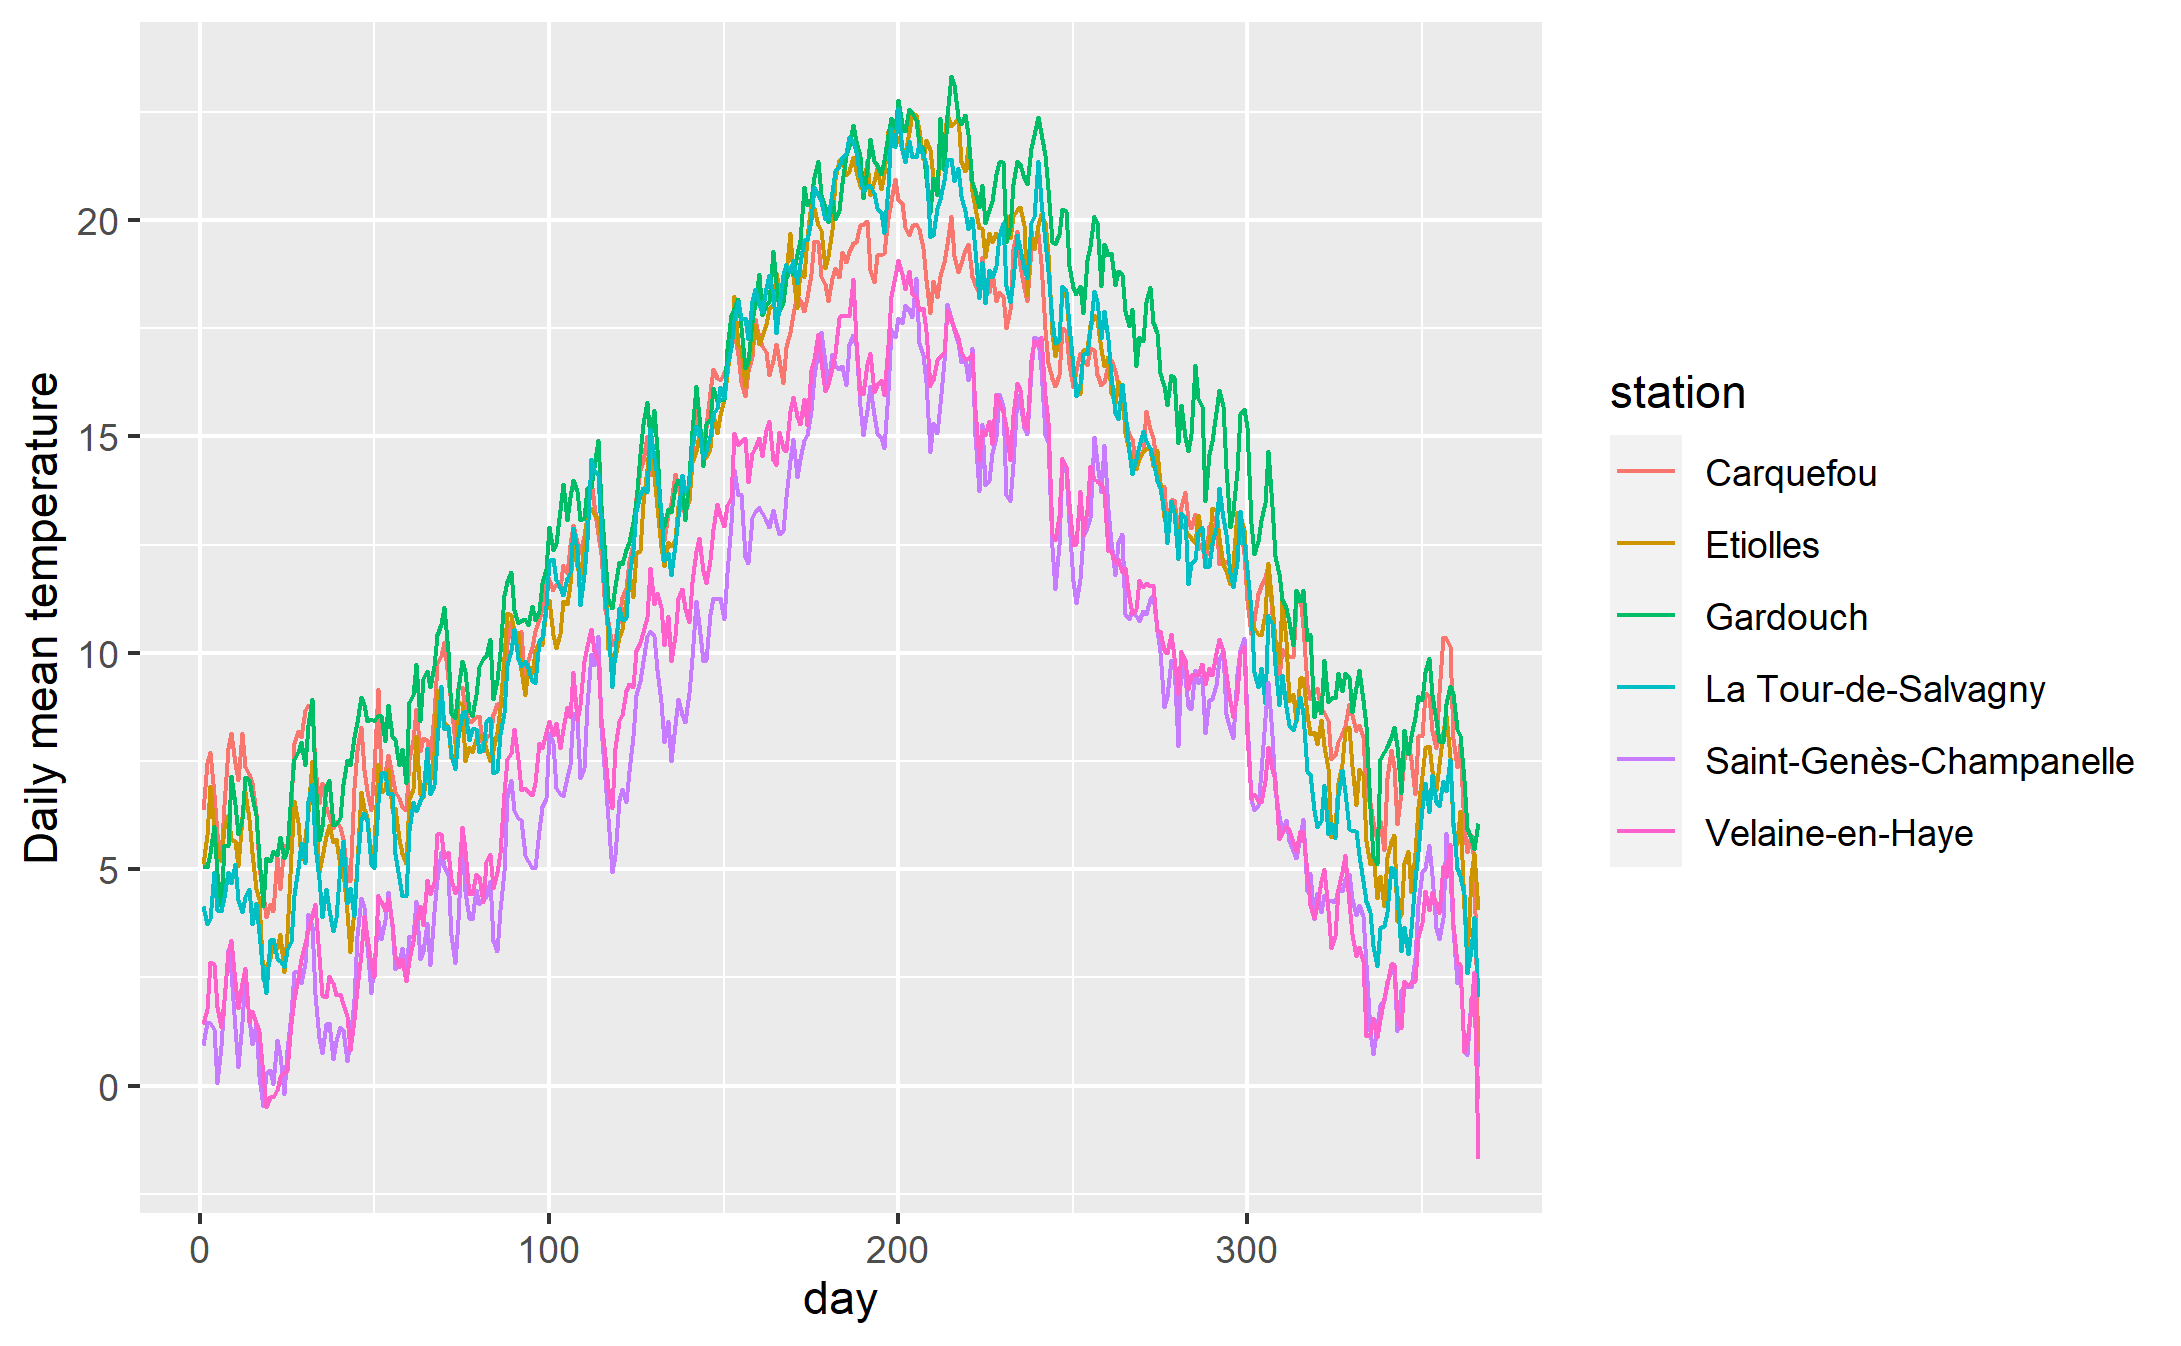 Daily mean temperature
20
15
10
5
0
0
100
200
300
day
station
Carquefou
Etiolles
Gardouch
La Tour-de-Salvagny
Saint-Genès-Champanelle
Velaine-en-Haye